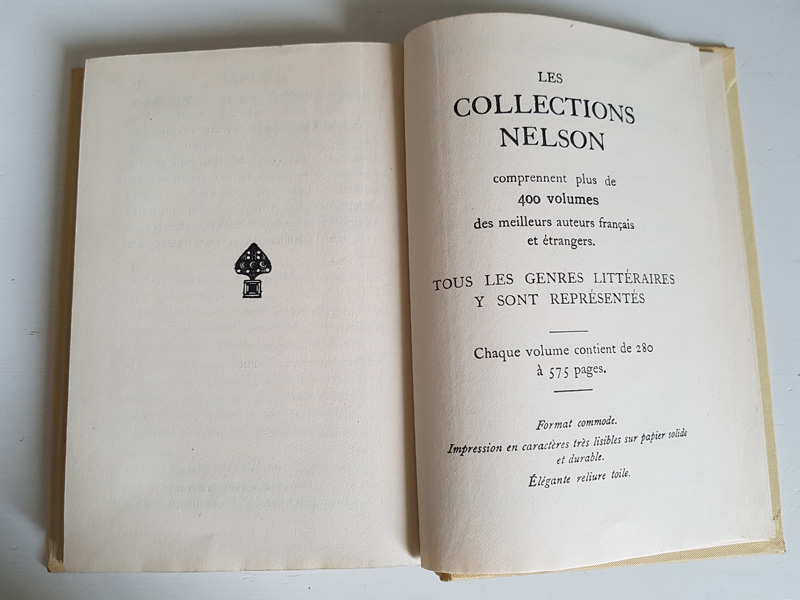 LES
COLLECTIONS
NELSON
comprennent plus de
400 volumes
des meilleurs auteurs français
et étrangers.
TOUS LES GENRES LITTÉRAIRES
Y SONT REPRÉSENTÉS
Chaque volume contient de 280
à 575 pages.
Format commode.
Impression en caractères très lisibles sur papier solide
et durable.
Élégante reliure toile.